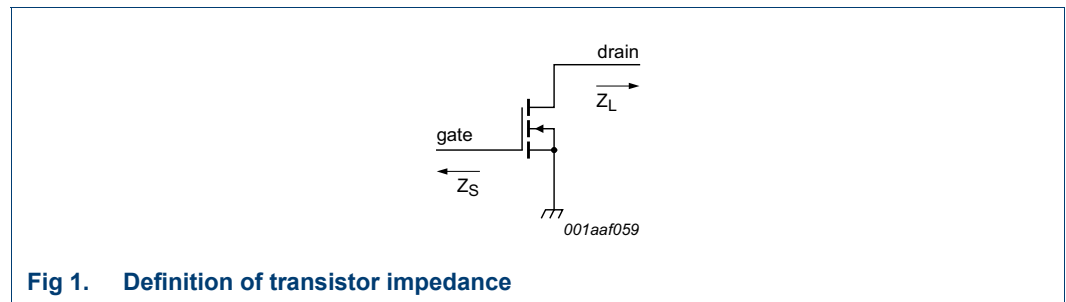 drain
Z_L
gate
Z_S
001aaf059
Fig 1. Definition of transistor impedance